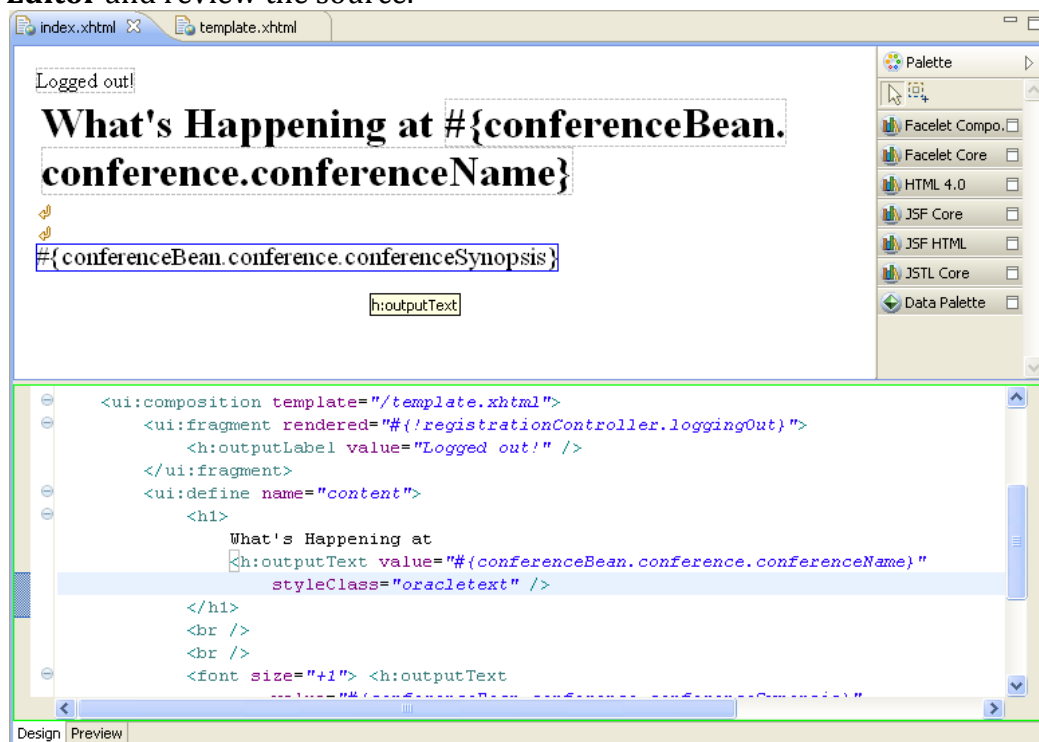 Editor and review the source.
index.xhtml
template.xhtml
Logged out!
What's Happening at #{conferenceBean.
conference.conferenceName}
#{conferenceBean.conference.conferenceSynopsis}
h:outputText
Palette
Facelet Compo.
Facelet Core
HTML 4.0
JSF Core
JSF HTML
JSTL Core
Data Palette
<ui:composition template="/template.xhtml">
<ui:fragment rendered="#{!registrationController.loggingOut}">
<h:outputLabel value="Logged out!" />
</ui:fragment>
<ui:define name="content">
<h1>
What's Happening at
<h:outputText value="#{conferenceBean.conference.conferenceName}"
styleClass="oracletext" />
</h1>
<br />
<br />
<font size="+1"> <h:outputText
value="#{conferenceBean.conference.conferenceSynopsis}"
Design
Preview